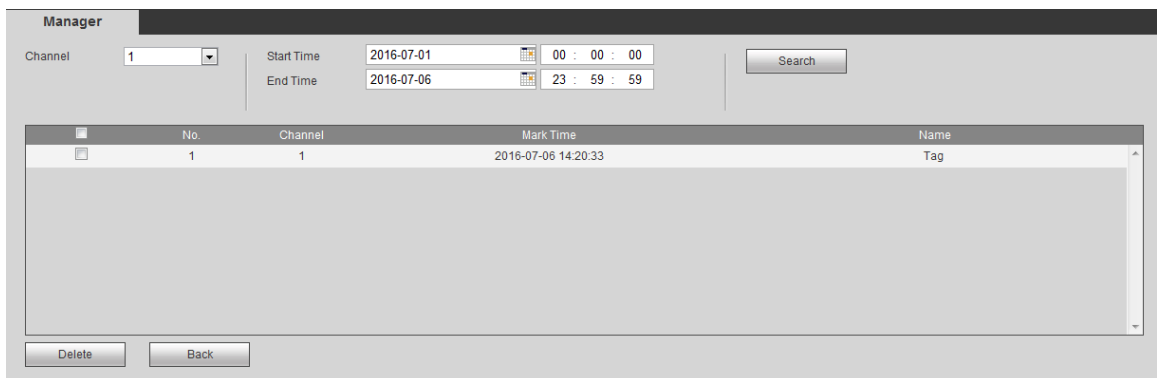 Manager
Channel 1 Start Time 2016-07-01 00 : 00 : 00 Search
End Time 2016-07-06 23 : 59 : 59
No. Channel Mark Time Name
1 1 2016-07-06 14:20:33 Tag
Delete Back